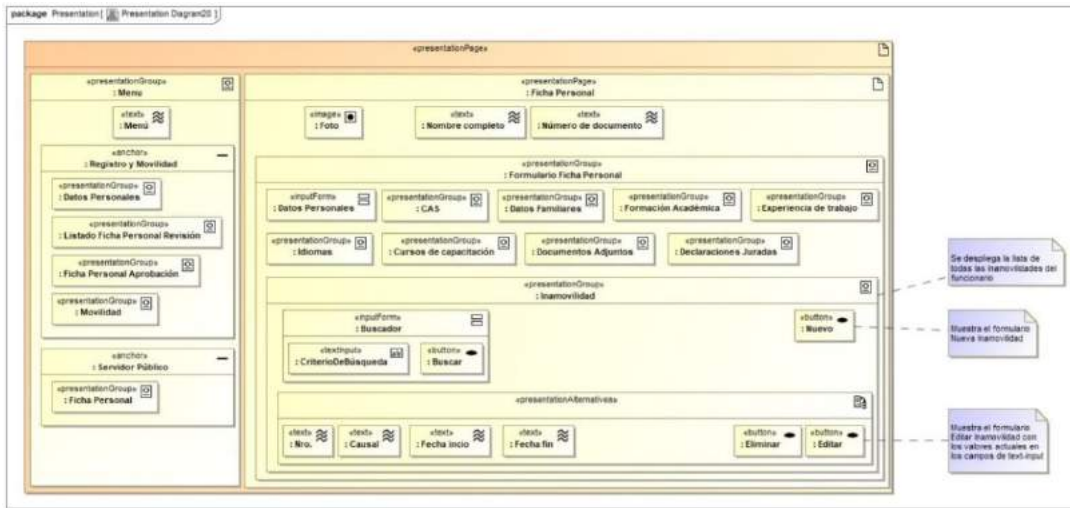 package Presentation[ Presentation Diagram20 ]
«presentationPage»
«presentationGroup»
: Menu
«text»
: Menú
«anchor»
: Registro y Movilidad
«presentationGroup»
: Datos Personales
«presentationGroup»
: Listado Ficha Personal Revisión
«presentationGroup»
: Ficha Personal Aprobación
«presentationGroup»
: Movilidad
«anchor»
: Servidor Público
«presentationGroup»
: Ficha Personal
«presentationPage»
: Ficha Personal
«image»
: Foto
«text»
: Nombre completo
«text»
: Número de documento
«presentationGroup»
: Formulario Ficha Personal
«inputForm»
: Datos Personales
«presentationGroup»
: CAS
«presentationGroup»
: Datos Familiares
«presentationGroup»
: Formación Académica
«presentationGroup»
: Experiencia de trabajo
«presentationGroup»
: Idiomas
«presentationGroup»
: Cursos de capacitación
«presentationGroup»
: Documentos Adjuntos
«presentationGroup»
: Declaraciones Juradas
«presentationGroup»
: Inamovilidad
«inputForm»
: Buscador
«textInput»
: CriterioDeBúsqueda
«button»
: Buscar
«button»
: Nuevo
«presentationAlternatives»
«text»
: Nro.
«text»
: Causal
«text»
: Fecha incio
«text»
: Fecha fin
«button»
: Eliminar
«button»
: Editar
Se despliega la lista de
todas las inamovilidades del
funcionario
Muestra el formulario
Nueva Inamovilidad
Muestra el formulario
Editar Inamovilidad con
los valores actuales en
los campos de text-input